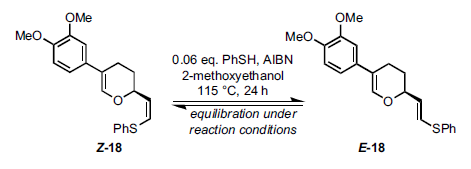 OMe
MeO
O
PhS
Z-18
0.06 eq. PhSH, AIBN
2-methoxyethanol
115 °C, 24 h
equilibration under
reaction conditions
OMe
MeO
O
SPh
E-18